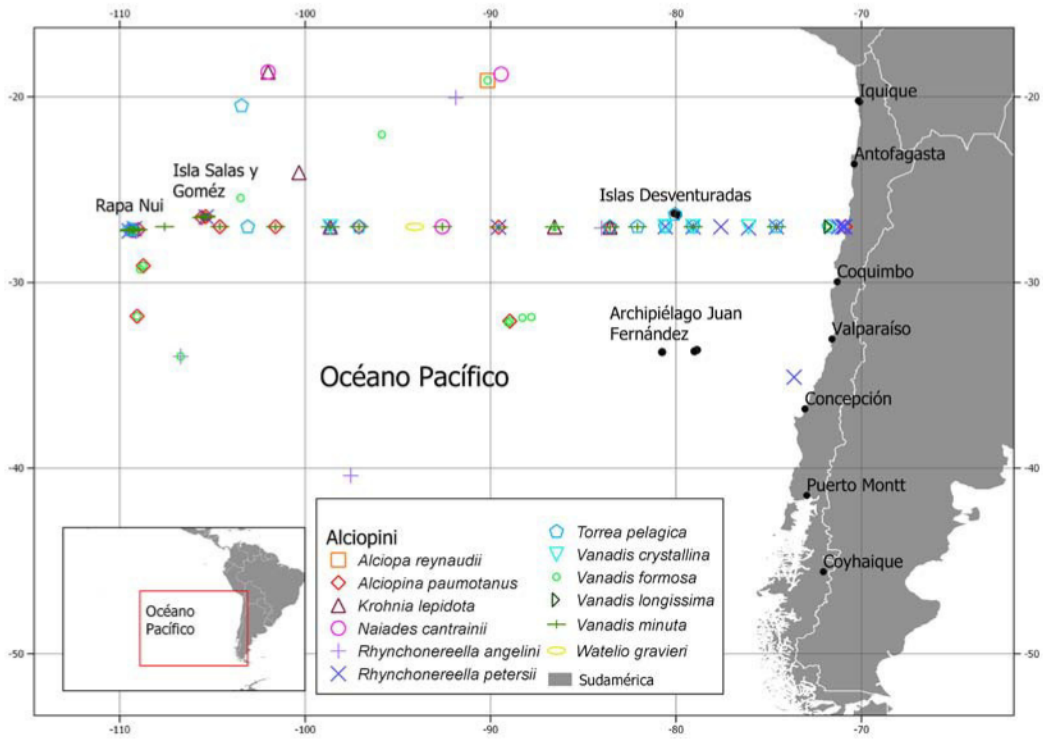 -110
-100
-90
-80
-70
-20
-20
Iquique
Isla Salas y
Goméz
Antofagasta
Rapa Nui
Islas Desventuradas
-30
-30
Coquimbo
Archipiélago Juan
Fernández
Valparaíso
Océano Pacífico
Concepción
-40
-40
Puerto Montt
Coyhaique
Alciopini
Alciopa reynaudii
Alciopina paumotanus
Krohnia lepidota
Naiades cantrainii
Rhynchonereella angelini
Rhynchonereella petersii
Torrea pelagica
Vanadis crystallina
Vanadis formosa
Vanadis longissima
Vanadis minuta
Watelio gravieri
Sudamérica
Océano
Pacífico
-50
-50
-110
-100
-90
-80
-70